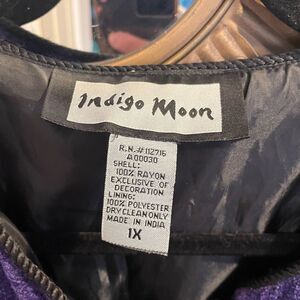 Indigo Moon
R.N.#112716
A00030
SHELL:
100% RAYON
EXCLUSIVE OF
DECORATION
LINING:
100% POLYESTER
DRY CLEAN ONLY
MADE IN INDIA
1X